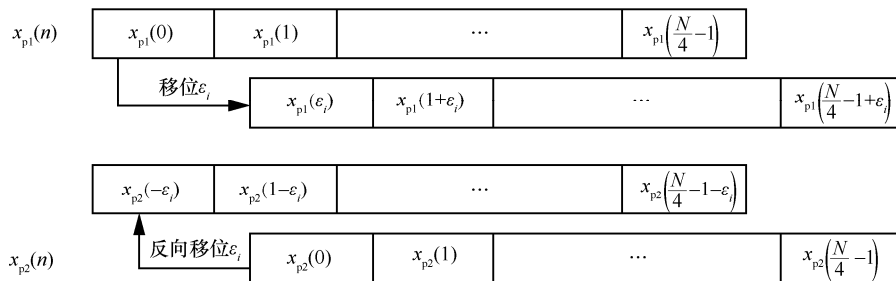 x_{p1}(n) x_{p1}(0) x_{p1}(1) ··· x_{p1}(N/4−1)
移位ε_i
x_{p1}(ε_i) x_{p1}(1+ε_i) ··· x_{p1}(N/4−1+ε_i)
x_{p2}(−ε_i) x_{p2}(1−ε_i) ··· x_{p2}(N/4−1−ε_i)
反向移位ε_i
x_{p2}(n) x_{p2}(0) x_{p2}(1) ··· x_{p2}(N/4−1)